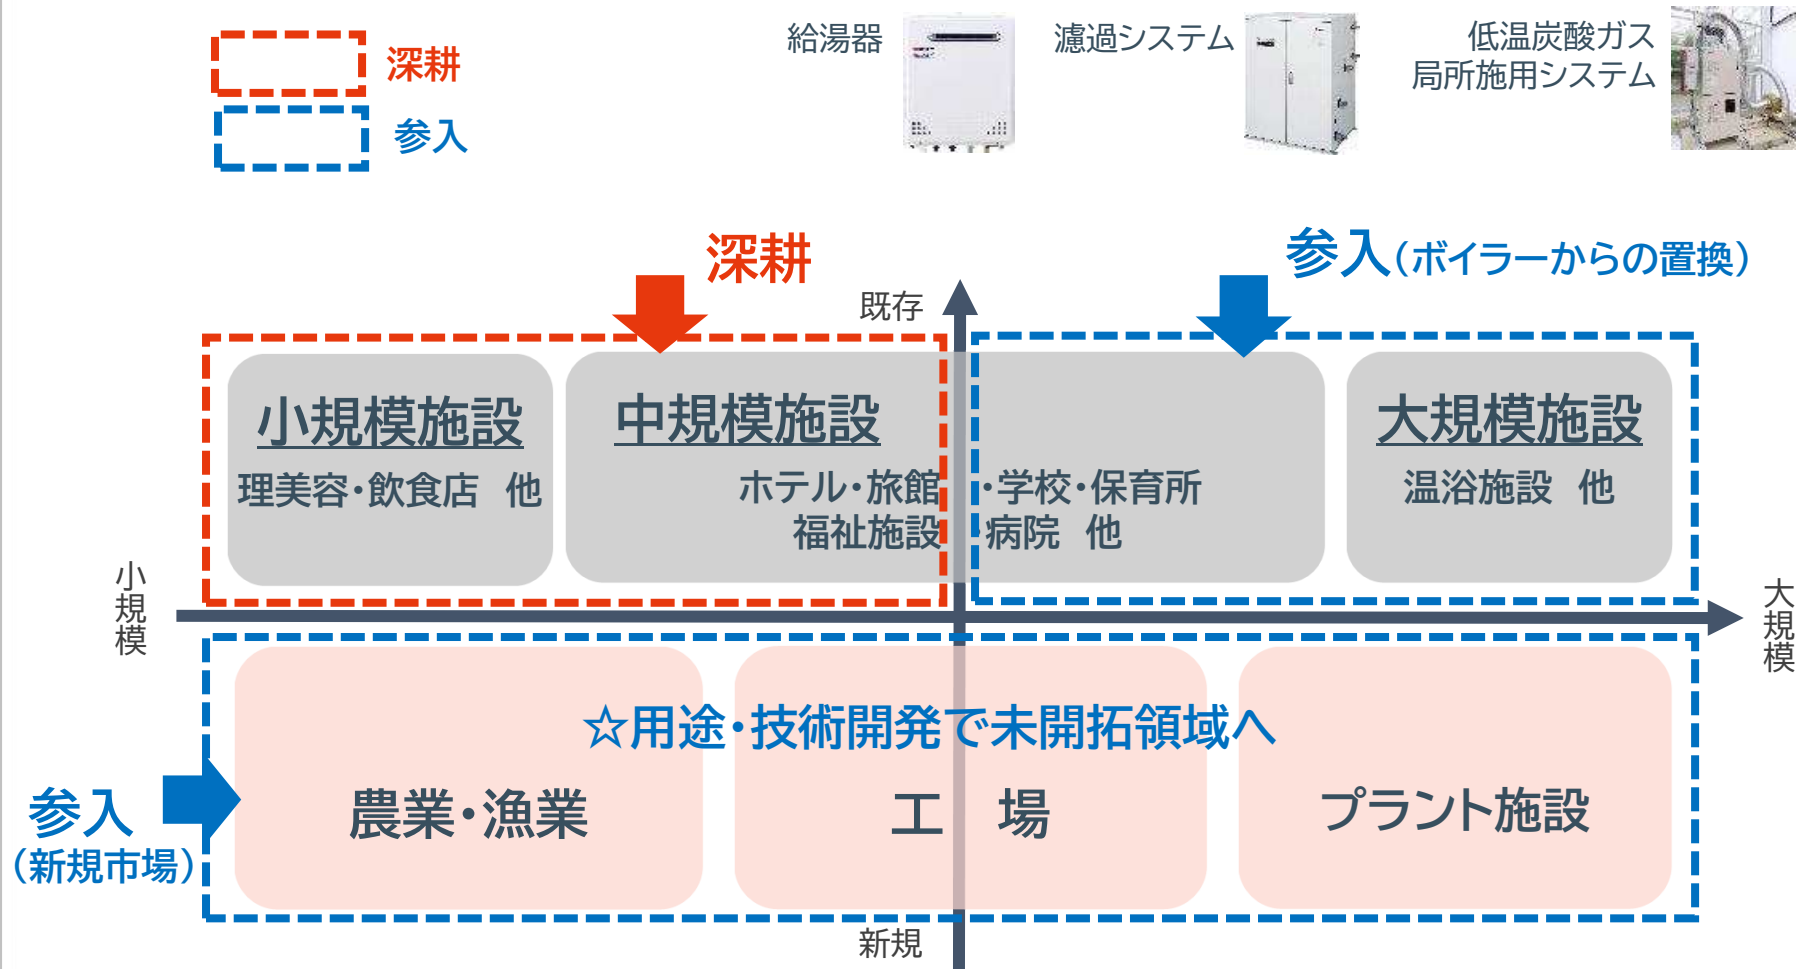 深耕
参入
給湯器
濾過システム
低温炭酸ガス
局所施用システム
深耕
参入(ボイラーからの置換)
既存
小規模施設
理美容・飲食店 他
中規模施設
ホテル・旅館・学校・保育所
福祉施設・病院 他
大規模施設
温浴施設 他
小規模
大規模
☆用途・技術開発で未開拓領域へ
参入
(新規市場)
農業・漁業
工 場
プラント施設
新規